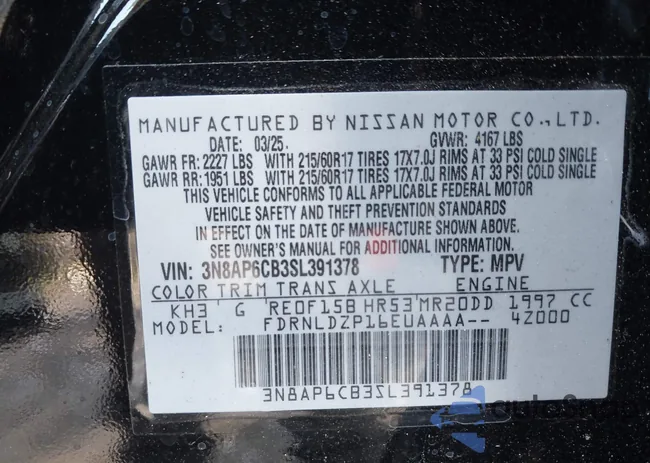 MANUFACTURED BY NISSAN MOTOR CO.,LTD.
DATE: 03/25. GVWR: 4167 LBS
GAWR FR: 2227 LBS WITH 215/60R17 TIRES 17X7.0J RIMS AT 33 PSI COLD SINGLE
GAWR RR: 1951 LBS WITH 215/60R17 TIRES 17X7.0J RIMS AT 33 PSI COLD SINGLE
THIS VEHICLE CONFORMS TO ALL APPLICABLE FEDERAL MOTOR
VEHICLE SAFETY AND THEFT PREVENTION STANDARDS
IN EFFECT ON THE DATE OF MANUFACTURE SHOWN ABOVE.
SEE OWNER'S MANUAL FOR ADDITIONAL INFORMATION.
VIN: 3N8AP6CB3SL391378 TYPE: MPV
COLOR TRIM TRANS AXLE ENGINE
KH3 G RE0F15B HR53 MR20DD 1997 CC
MODEL: FDRNLDZP16EUAAAA-- 4Z000
3N8AP6CB3SL391378